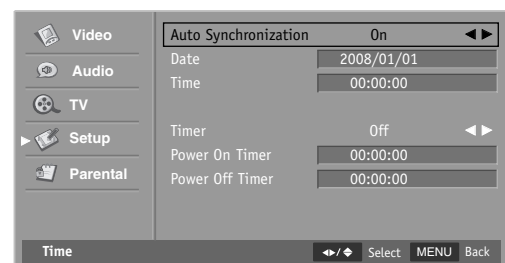 Video
Audio
TV
Setup
Parental
Auto Synchronization On
Date 2008/01/01
Time 00:00:00
Timer Off
Power On Timer 00:00:00
Power Off Timer 00:00:00
Time Select MENU Back